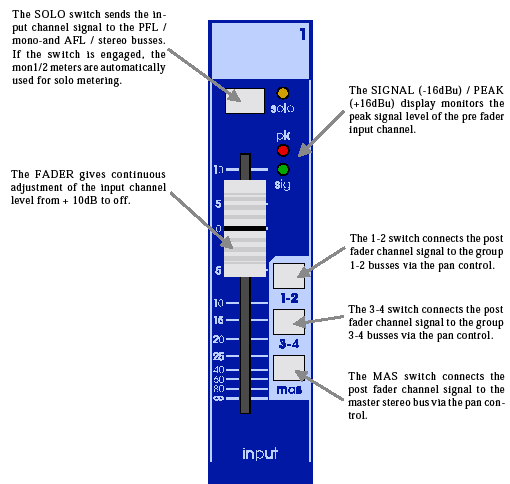 The SOLO switch sends the in-
put channel signal to the PFL /
mono-and AFL / stereo busses.
If the switch is engaged, the
mon1/2 meters are automatically
used for solo metering.
1
solo
The SIGNAL (-16dBu) / PEAK
(+16dBu) display monitors the
peak signal level of the pre fader
input channel.
pk
sig
The FADER gives continuous
adjustment of the input channel
level from + 10dB to off.
10
5
0
5
10
15
20
25
40
60
80
∞
The 1-2 switch connects the post
fader channel signal to the group
1-2 busses via the pan control.
1-2
The 3-4 switch connects the post
fader channel signal to the group
3-4 busses via the pan control.
3-4
The MAS switch connects the
post fader channel signal to the
master stereo bus via the pan con-
trol.
mas
input